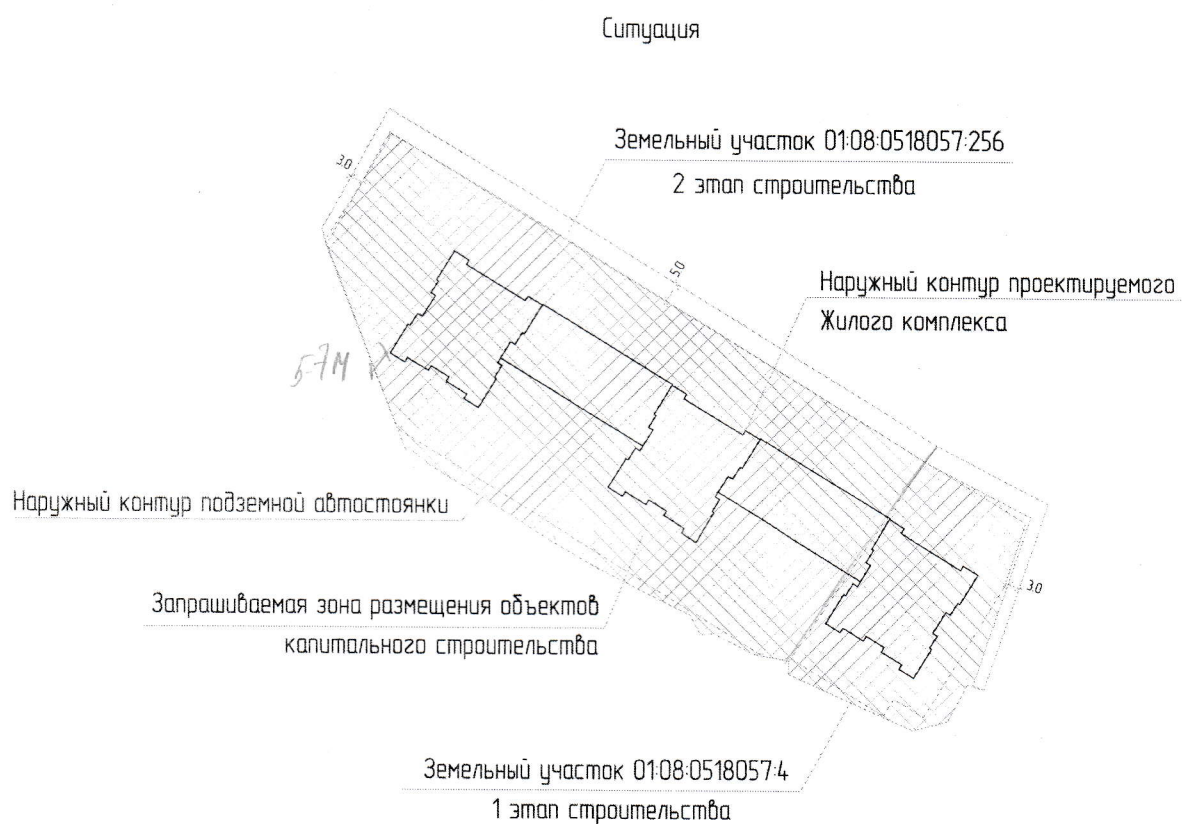 Ситуация
Земельный участок 01:08:0518057:256
2 этап строительства
3.0
5.0
Наружный контур проектируемого
Жилого комплекса
5-7м
Наружный контур подземной автостоянки
3.0
Запрашиваемая зона размещения объектов
капитального строительства
Земельный участок 01:08:0518057:4
1 этап строительства